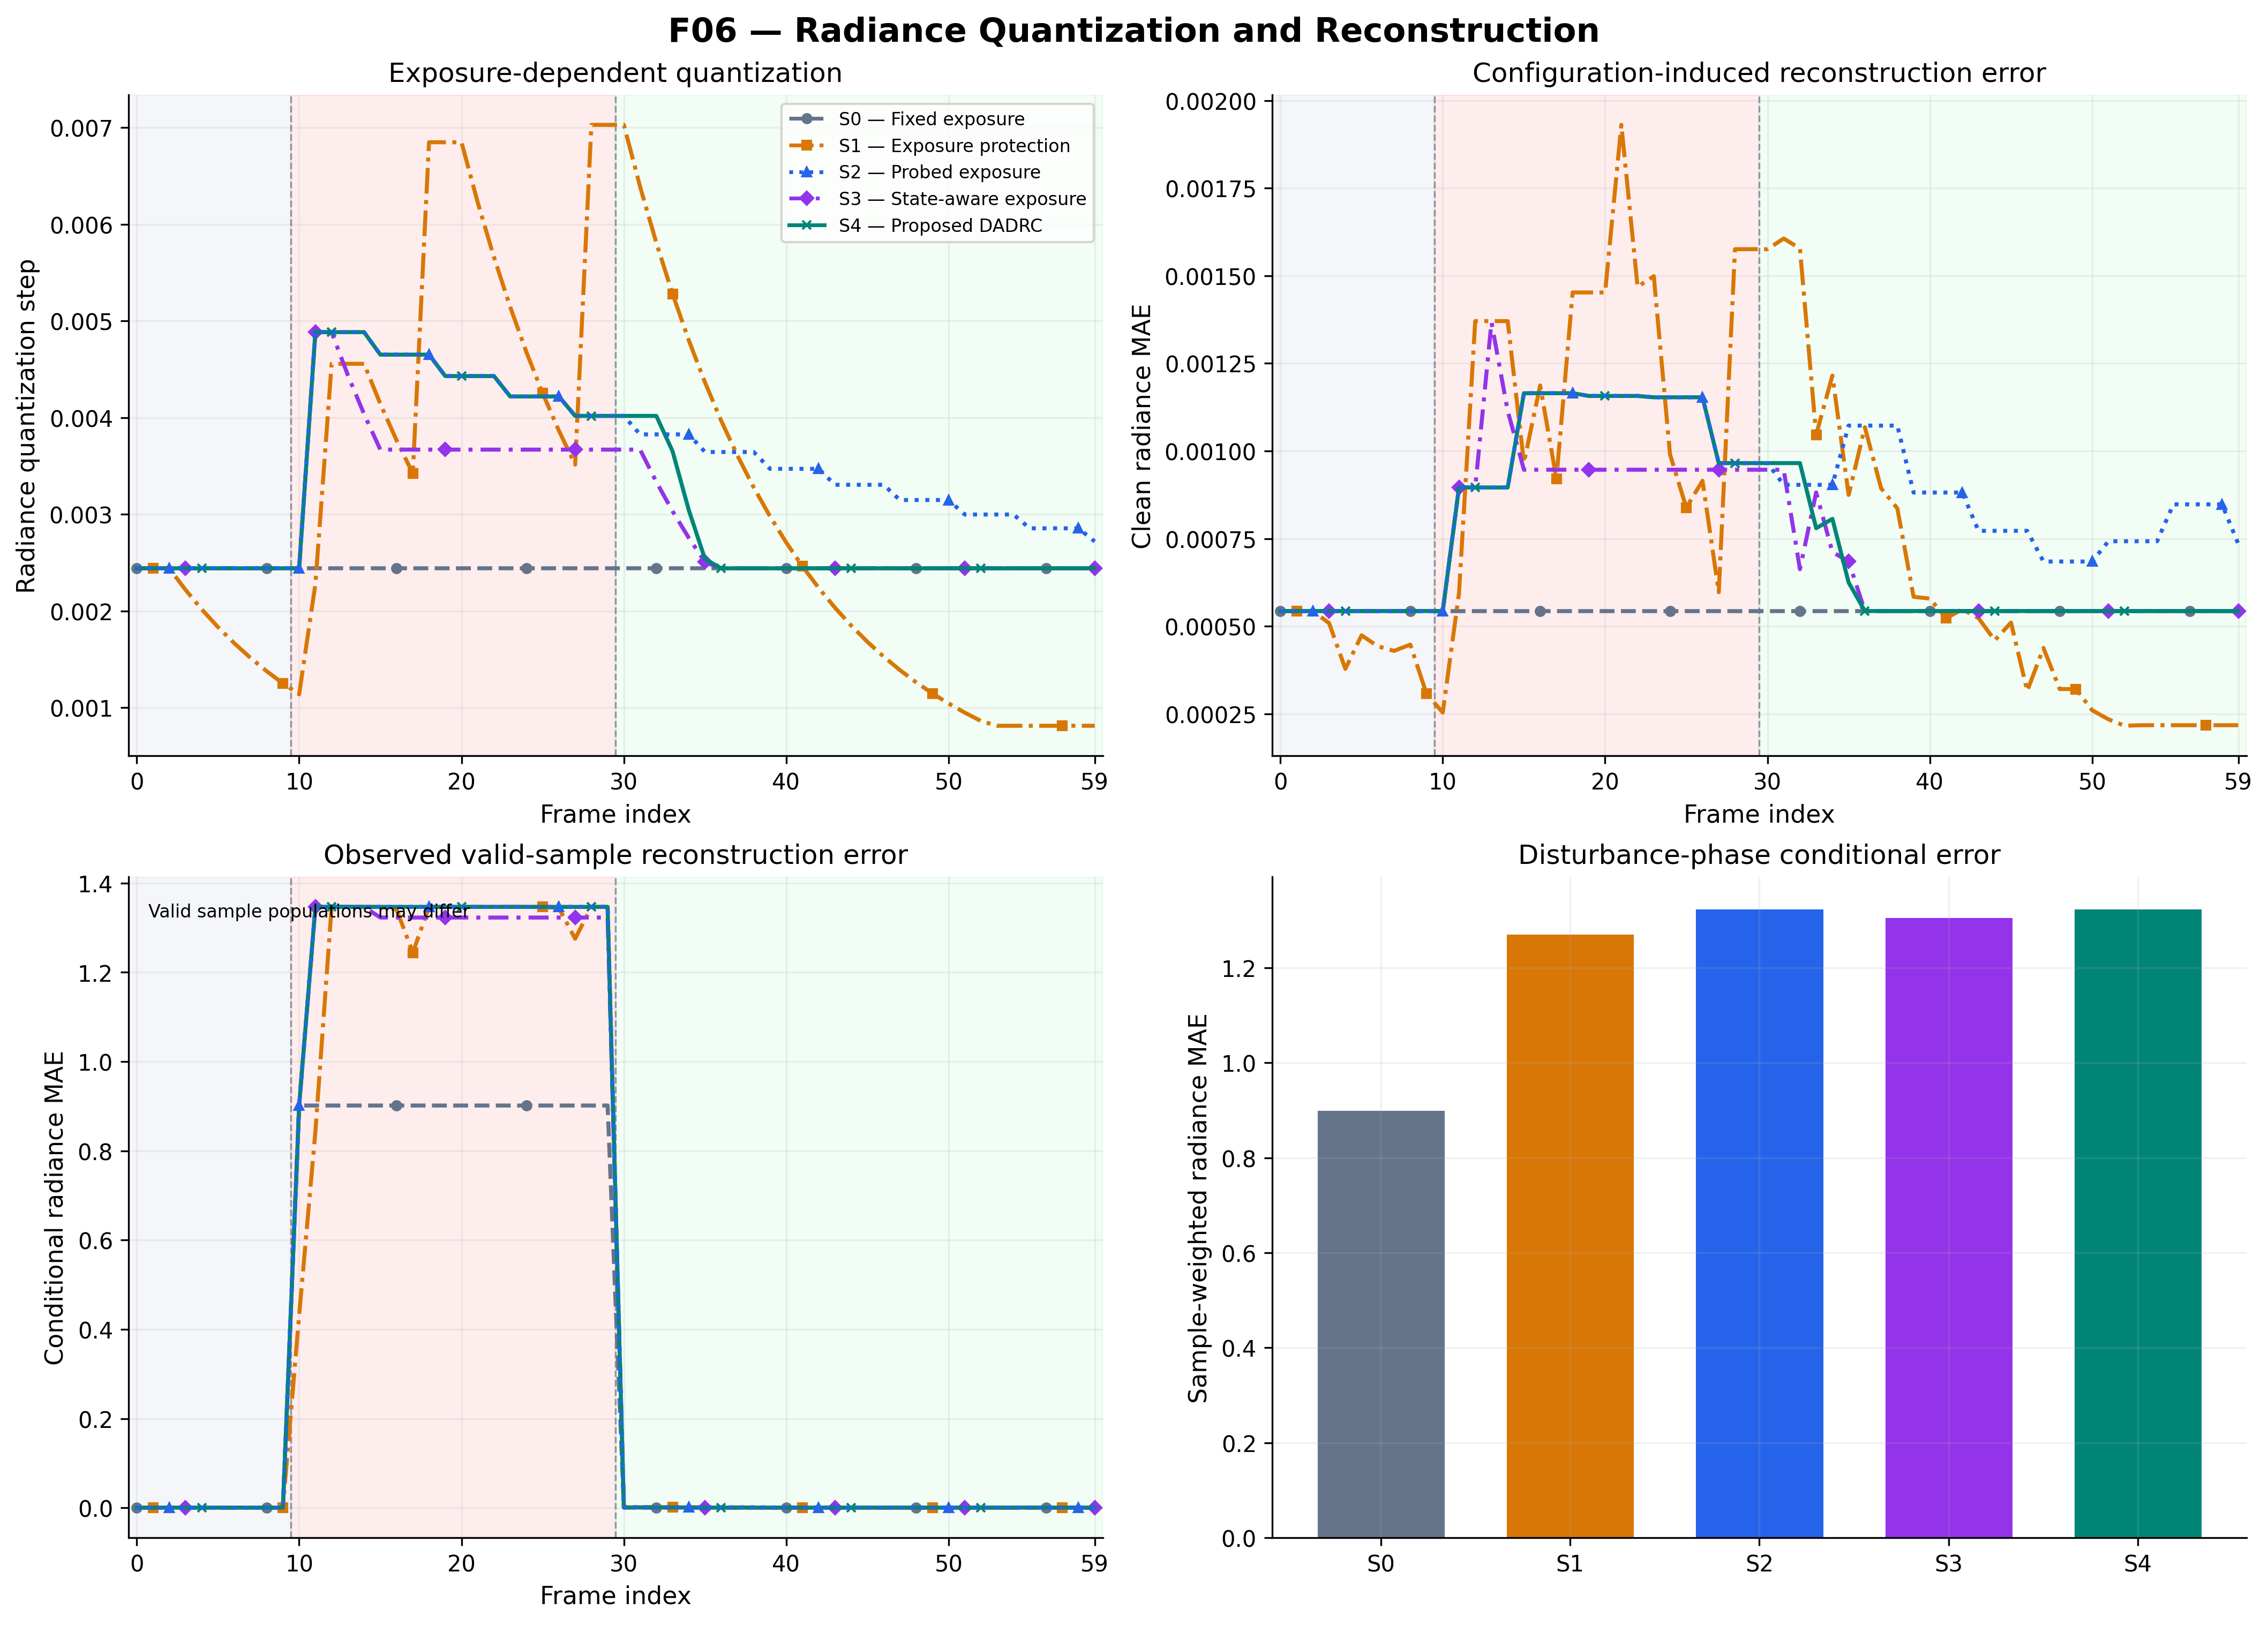 F06 — Radiance Quantization and Reconstruction
Exposure-dependent quantization
Radiance quantization step
0.007
0.006
0.005
0.004
0.003
0.002
0.001
S0 — Fixed exposure
S1 — Exposure protection
S2 — Probed exposure
S3 — State-aware exposure
S4 — Proposed DADRC
0 10 20 30 40 50 59
Frame index
Configuration-induced reconstruction error
Clean radiance MAE
0.00200
0.00175
0.00150
0.00125
0.00100
0.00075
0.00050
0.00025
0 10 20 30 40 50 59
Frame index
Observed valid-sample reconstruction error
Conditional radiance MAE
1.4
1.2
1.0
0.8
0.6
0.4
0.2
0.0
Valid sample populations may differ
0 10 20 30 40 50 59
Frame index
Disturbance-phase conditional error
Sample-weighted radiance MAE
1.2
1.0
0.8
0.6
0.4
0.2
0.0
S0 S1 S2 S3 S4